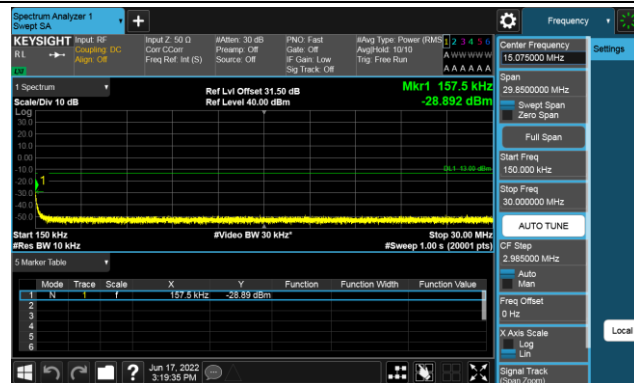 Spectrum Analyzer 1
Swept SA
Frequency
KEYSIGHT
RL
Input: RF
Coupling: DC
Align: Off
Input Z: 50 Ω
Corr CCorr
Freq Ref: Int (S)
#Atten: 30 dB
Preamp: Off
Source: Off
PNO: Fast
Gate: Off
IF Gain: Low
Sig Track: Off
#Avg Type: Power (RMS
Avg|Hold: 10/10
Trig: Free Run
1 2 3 4 5 6
A W W W W W
A A A A A A
1 Spectrum
Scale/Div 10 dB
Ref Lvl Offset 31.50 dB
Ref Level 40.00 dBm
Mkr1 157.5 kHz
-28.892 dBm
Log
30.0
20.0
10.0
0.00
-10.0
-20.0
-30.0
-40.0
-50.0
1
DL1 -13.00 dBm
Start 150 kHz
#Res BW 10 kHz
#Video BW 30 kHz*
Stop 30.00 MHz
#Sweep 1.00 s (20001 pts)
5 Marker Table
Mode Trace Scale X Y Function Function Width Function Value
1 N 1 f 157.5 kHz -28.89 dBm
2
3
4
5
6
Jun 17, 2022
3:19:35 PM
Center Frequency
15.075000 MHz
Settings
Span
29.8500000 MHz
Swept Span
Zero Span
Full Span
Start Freq
150.000 kHz
Stop Freq
30.000000 MHz
AUTO TUNE
CF Step
2.985000 MHz
Auto
Man
Freq Offset
0 Hz
X Axis Scale
Log
Lin
Local
Signal Track
(Span Zoom)